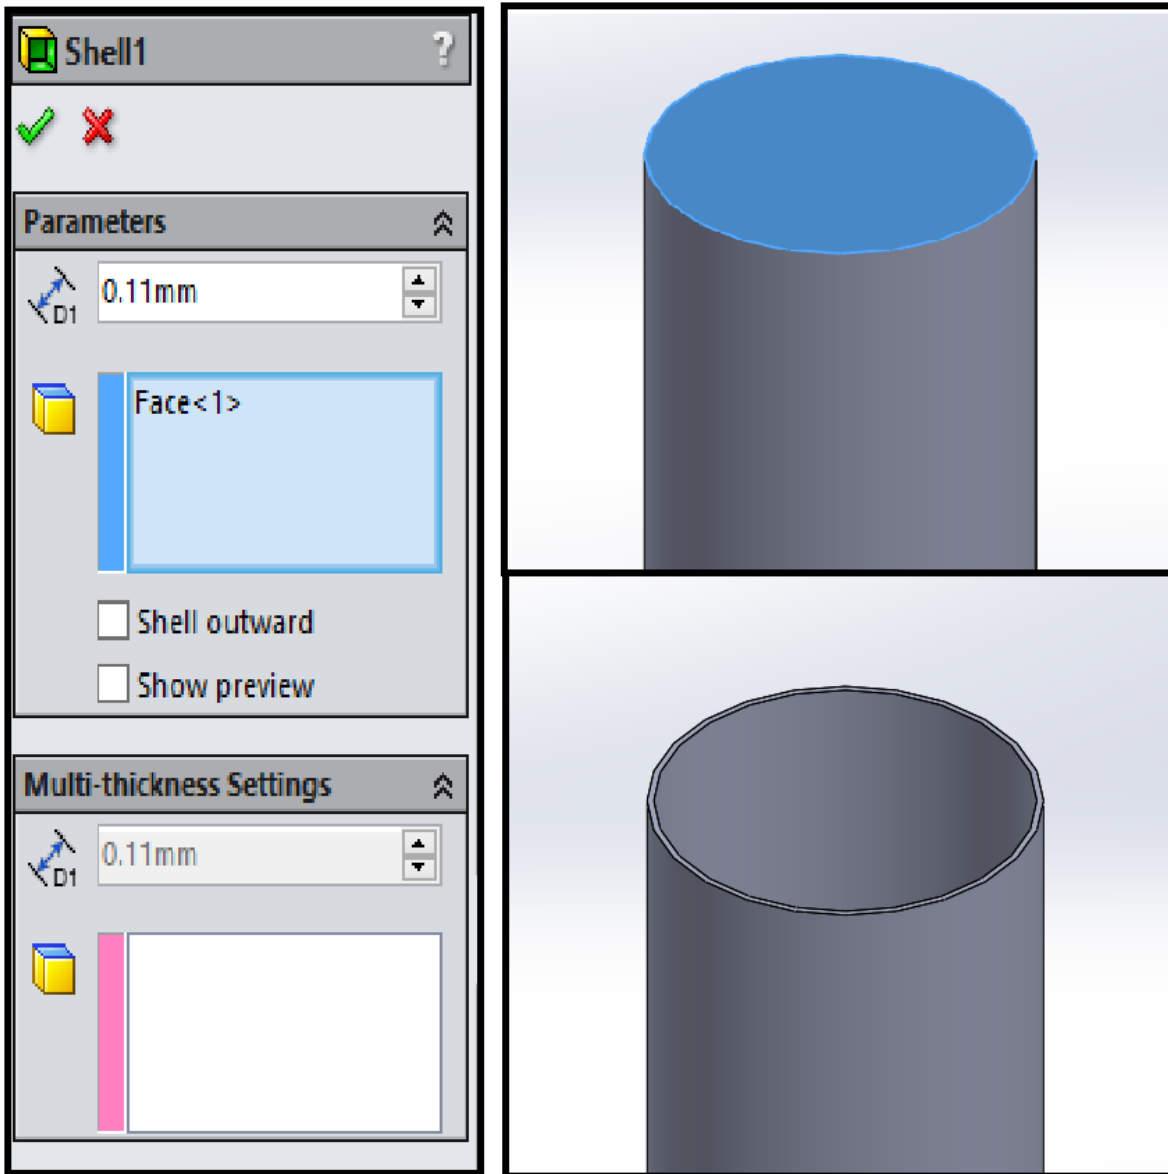 Shell1 ?
Parameters
D1 0.11mm
Face<1>
Shell outward
Show preview
Multi-thickness Settings
D1 0.11mm